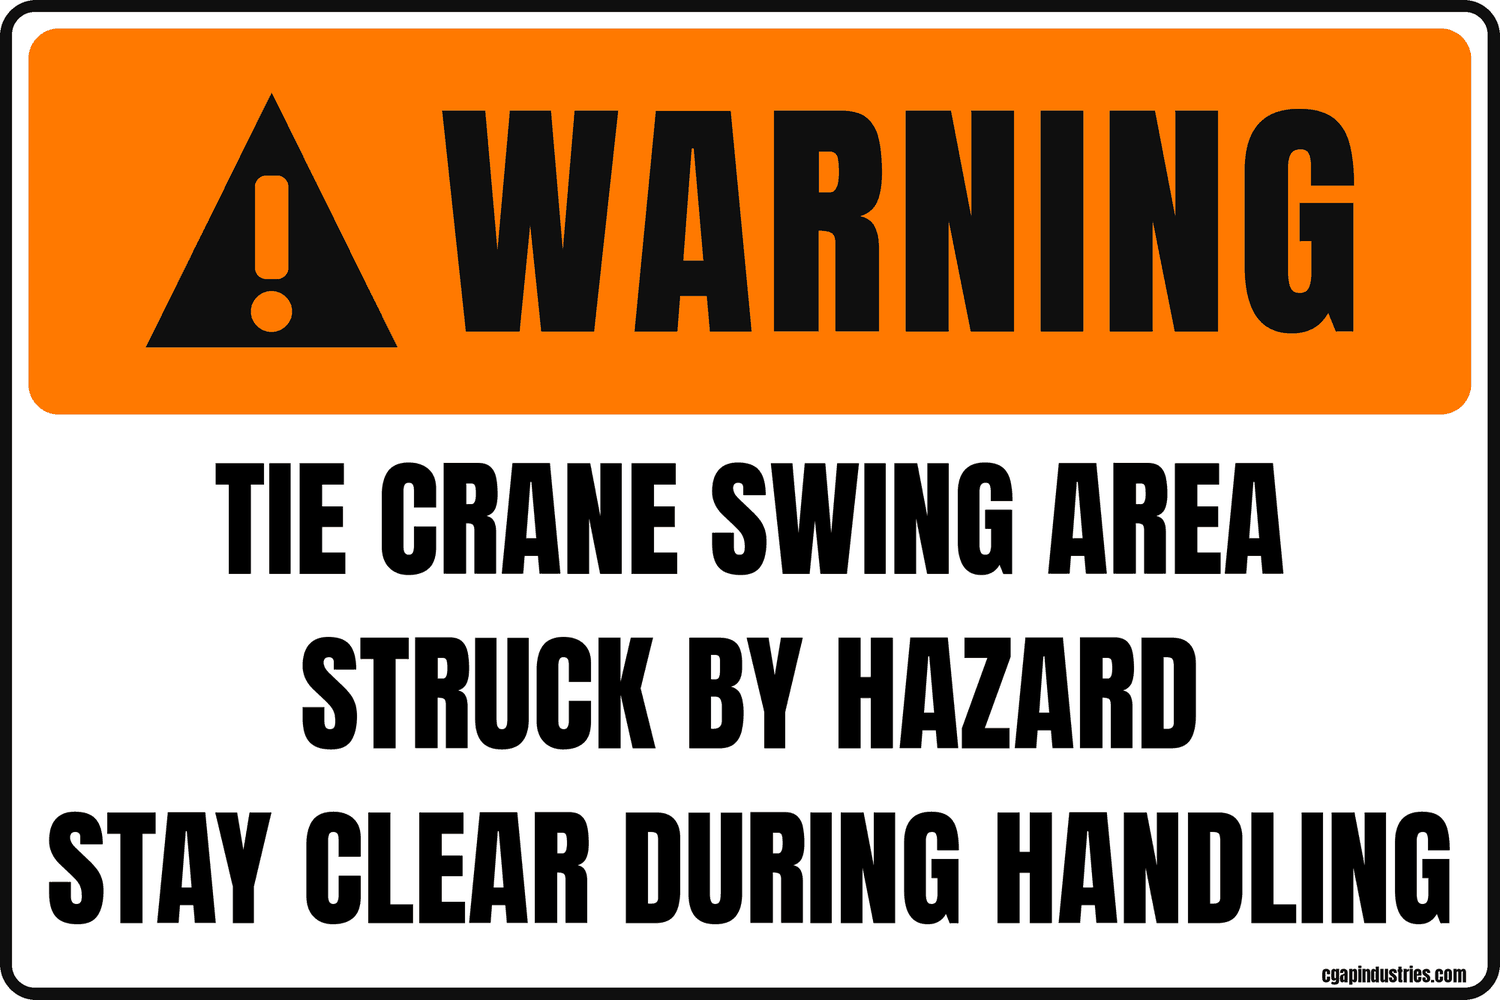 WARNING
TIE CRANE SWING AREA
STRUCK BY HAZARD
STAY CLEAR DURING HANDLING
cgapindustries.com